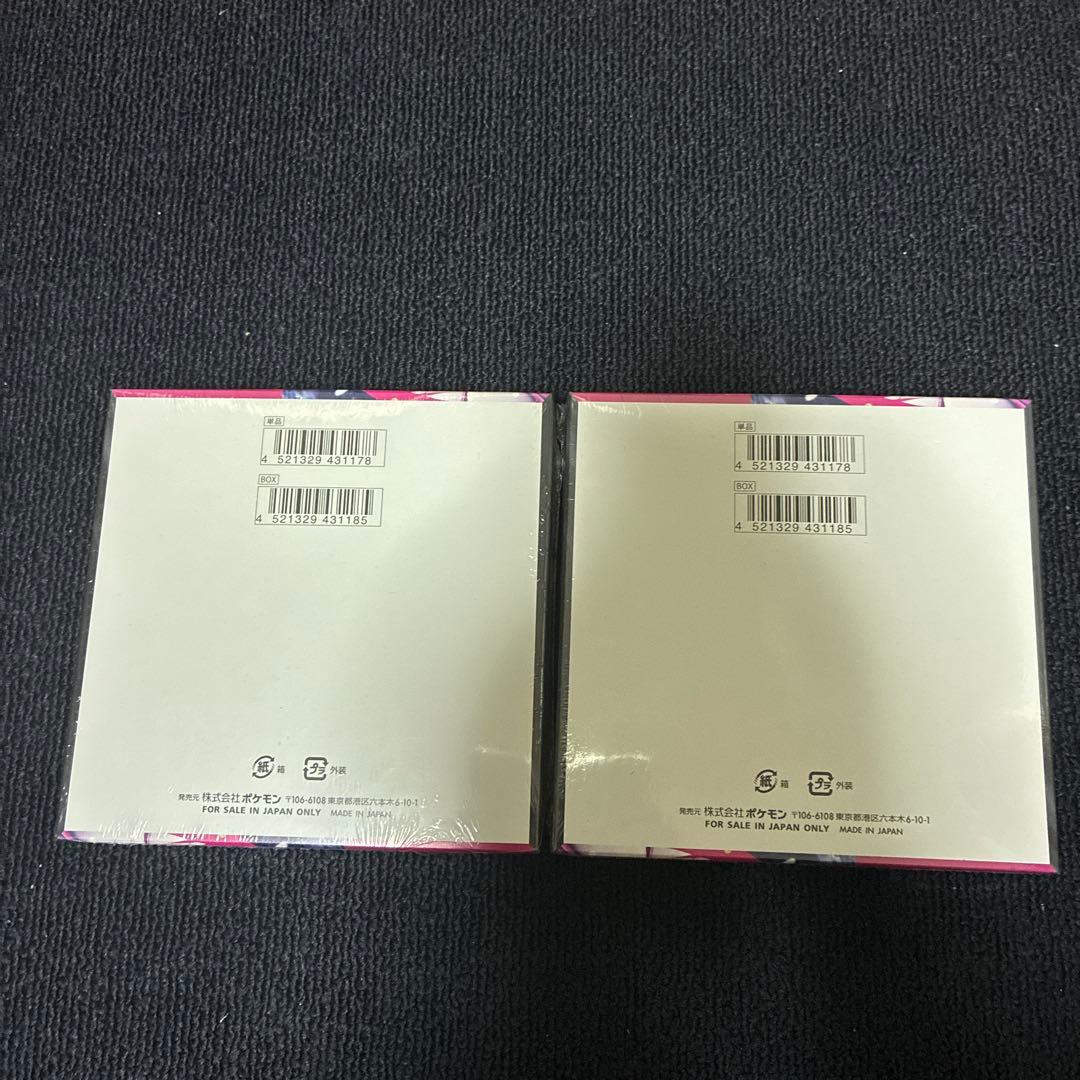 単品
4 521329 431178
BOX
4 521329 431185
紙 箱 プラ 外装
発売元 株式会社ポケモン 〒106-6108 東京都港区六本木6-10-1
FOR SALE IN JAPAN ONLY MADE IN JAPAN
単品
4 521329 431178
BOX
4 521329 431185
紙 箱 プラ 外装
発売元 株式会社ポケモン 〒106-6108 東京都港区六本木6-10-1
FOR SALE IN JAPAN ONLY MADE IN JAPAN